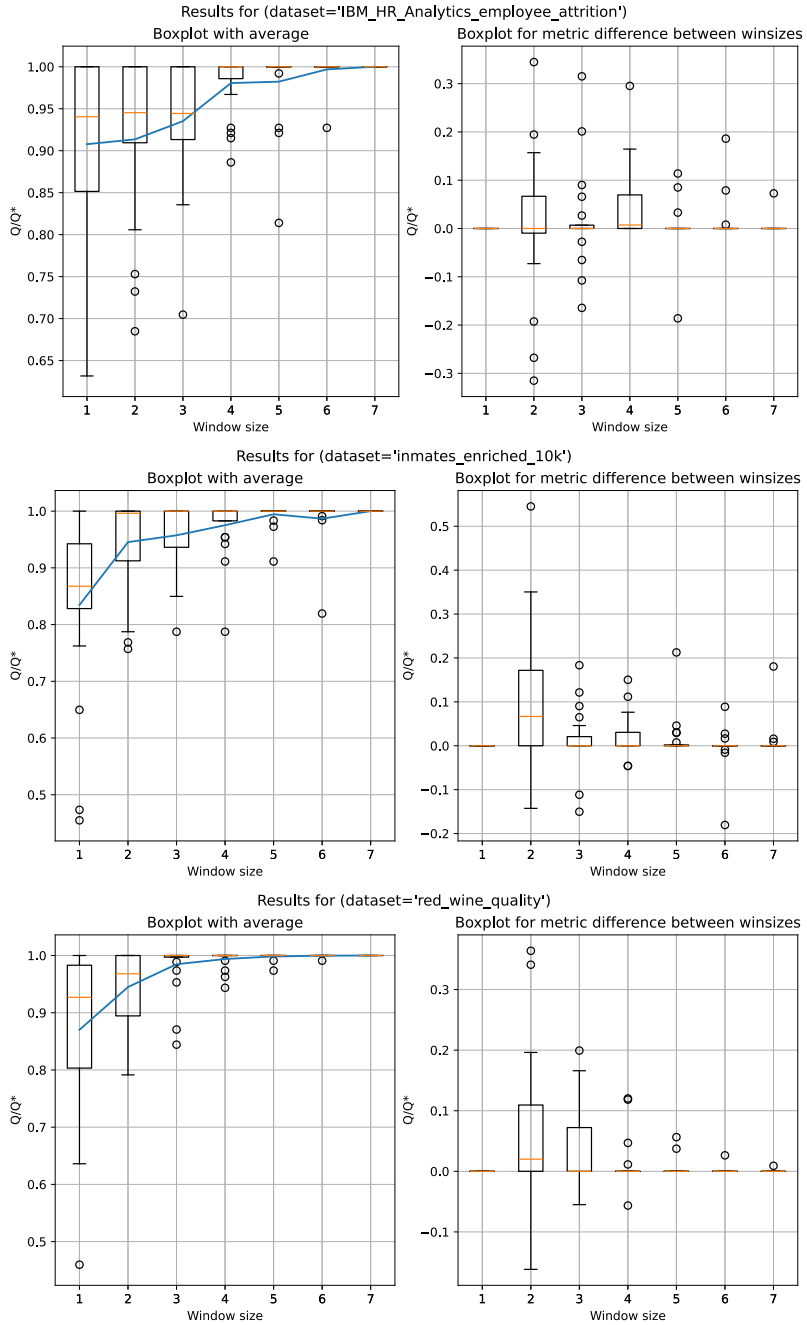 Results for (dataset='IBM_HR_Analytics_employee_attrition')
Boxplot with average
Boxplot for metric difference between winsizes
Q/Q*
1.00
0.95
0.90
0.85
0.80
0.75
0.70
0.65
1 2 3 4 5 6 7
Window size
Q/Q*
0.3
0.2
0.1
0.0
−0.1
−0.2
−0.3
1 2 3 4 5 6 7
Window size
Results for (dataset='inmates_enriched_10k')
Boxplot with average
Boxplot for metric difference between winsizes
Q/Q*
1.0
0.9
0.8
0.7
0.6
0.5
1 2 3 4 5 6 7
Window size
Q/Q*
0.5
0.4
0.3
0.2
0.1
0.0
−0.1
−0.2
1 2 3 4 5 6 7
Window size
Results for (dataset='red_wine_quality')
Boxplot with average
Boxplot for metric difference between winsizes
Q/Q*
1.0
0.9
0.8
0.7
0.6
0.5
1 2 3 4 5 6 7
Window size
Q/Q*
0.3
0.2
0.1
0.0
−0.1
1 2 3 4 5 6 7
Window size